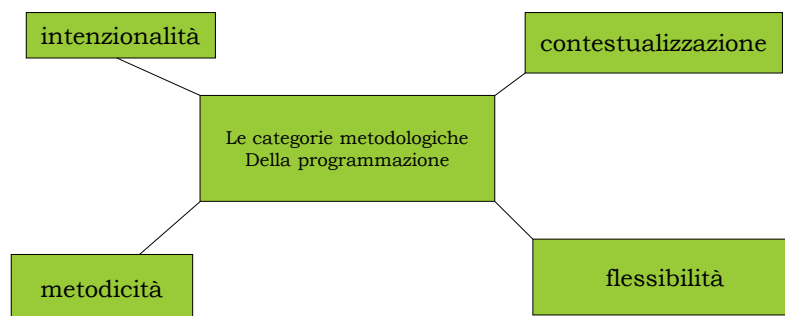 intenzionalità
contestualizzazione
Le categorie metodologiche
Della programmazione
metodicità
flessibilità